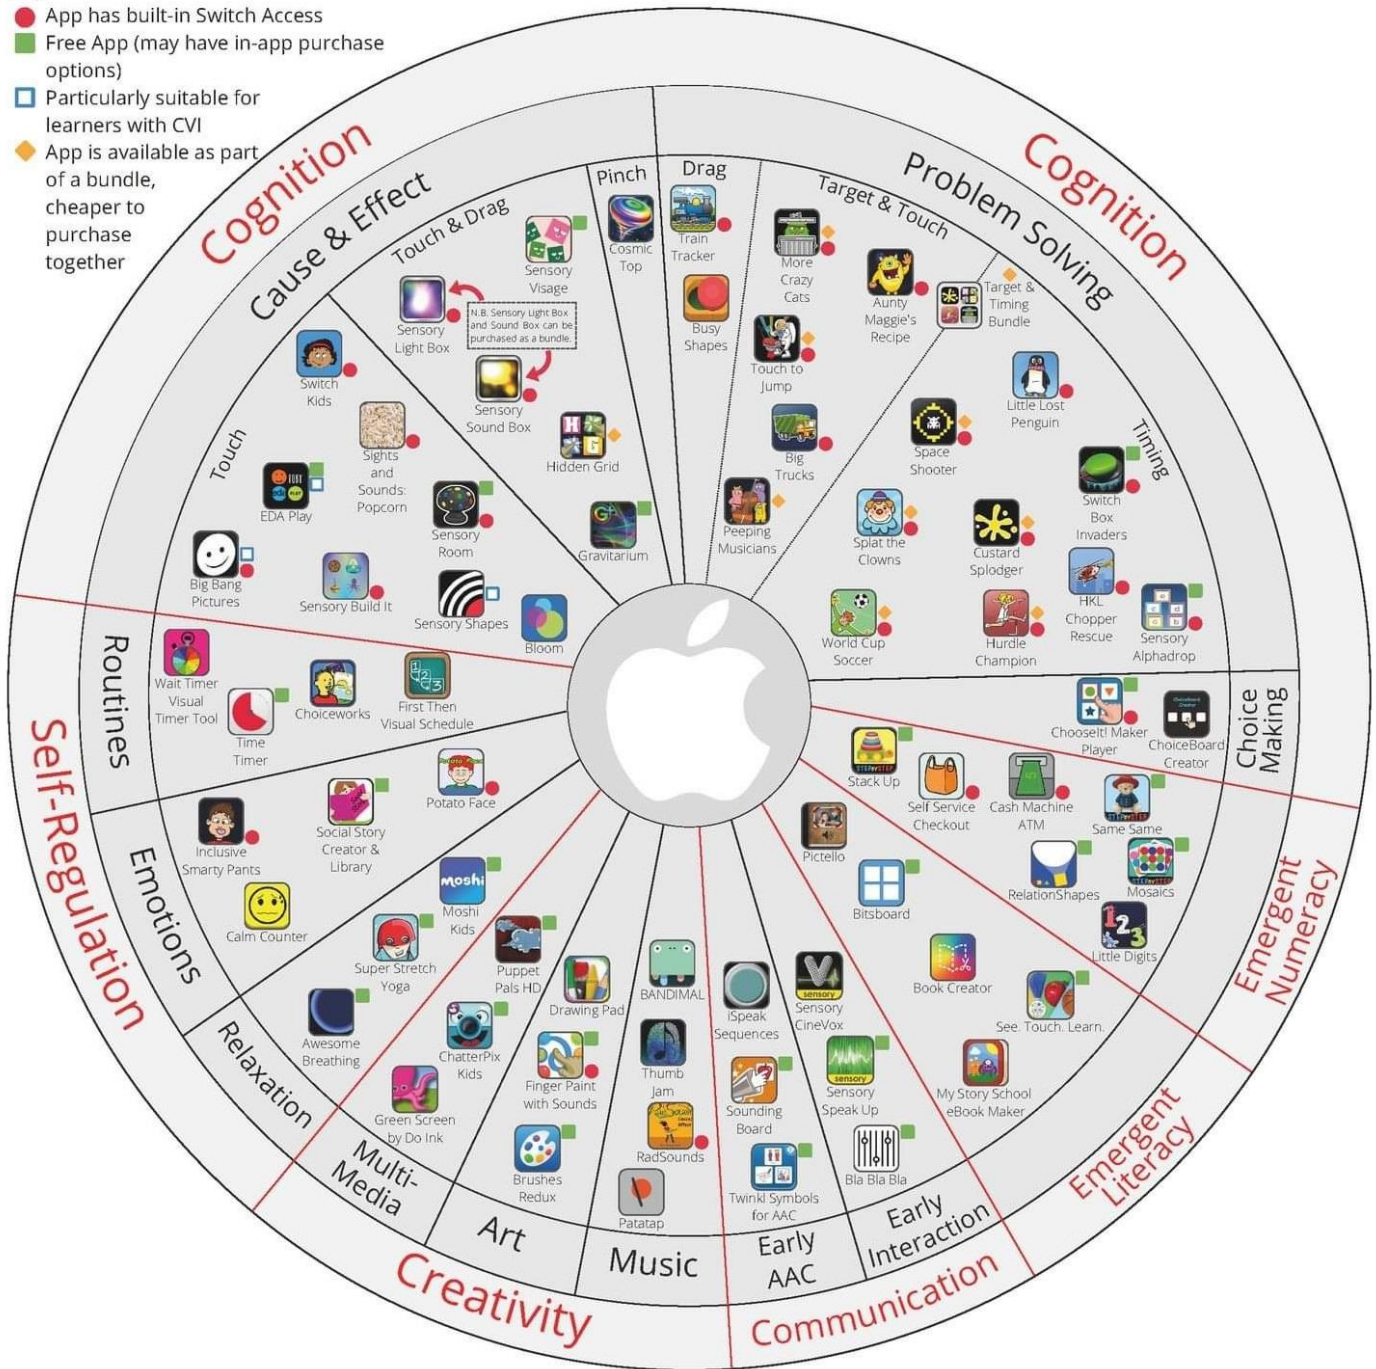 App has built-in Switch Access
Free App (may have in-app purchase
options)
Particularly suitable for
learners with CVI
App is available as part
of a bundle,
cheaper to
purchase
together
Cognition
Cause & Effect
Touch
Switch
Kids
Sights
and
Sounds:
Popcorn
EDA Play
Sensory
Room
Big Bang
Pictures
Sensory Build It
Sensory Shapes
Bloom
Touch & Drag
Sensory
Visage
Sensory
Light Box
N.B. Sensory Light Box
and Sound Box can be
purchased as a bundle.
Sensory
Sound Box
H
G
Hidden Grid
G+
Gravitarium
Pinch
Cosmic
Top
Cognition
Problem Solving
Drag
Train
Tracker
Busy
Shapes
Target & Touch
More
Crazy
Cats
Aunty
Maggie's
Recipe
Touch to
Jump
Big
Trucks
Peeping
Musicians
Target &
Timing
Bundle
Timing
Little Lost
Penguin
Space
Shooter
Switch
Box
Invaders
Splat the
Clowns
Custard
Splodger
HKL
Chopper
Rescue
Sensory
Alphadrop
World Cup
Soccer
Hurdle
Champion
Choice
Making
ChooseIt! Maker
Player
ChoiceBoard
Creator
Emergent
Numeracy
STEPbySTEP
Stack Up
Self Service
Checkout
Cash Machine
ATM
STEPbySTEP
Same Same
RelationShapes
STEPbySTEP
Mosaics
123
Little Digits
Emergent
Literacy
Pictello
Bitsboard
Book Creator
See. Touch. Learn.
My Story School
eBook Maker
Communication
Early
Interaction
sensory
Sensory
CineVox
sensory
Sensory
Speak Up
Bla Bla Bla
Early
AAC
iSpeak
Sequences
Sounding
Board
Twinkl Symbols
for AAC
Creativity
Music
BANDIMAL
Thumb
Jam
RadSounds
Patatap
Art
Drawing Pad
Finger Paint
with Sounds
Brushes
Redux
Multi-
Media
Puppet
Pals HD
ChatterPix
Kids
Green Screen
by Do Ink
Self-Regulation
Relaxation
Moshi
Moshi
Kids
Super Stretch
Yoga
Awesome
Breathing
Emotions
Potato Face
Social Story
Creator &
Library
Inclusive
Smarty Pants
Calm Counter
Routines
Wait Timer
Visual
Timer Tool
Time
Timer
Choiceworks
1
2
3
First Then
Visual Schedule